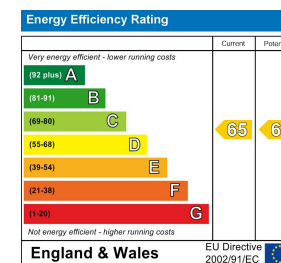 Energy Efficiency Rating
Current
Very energy efficient - lower running costs
(92 plus) A
(81-91) B
(69-80) C
(55-68) D
65
(39-54) E
(21-38) F
(1-20) G
Not energy efficient - higher running costs
England & Wales
EU Directive
2002/91/EC